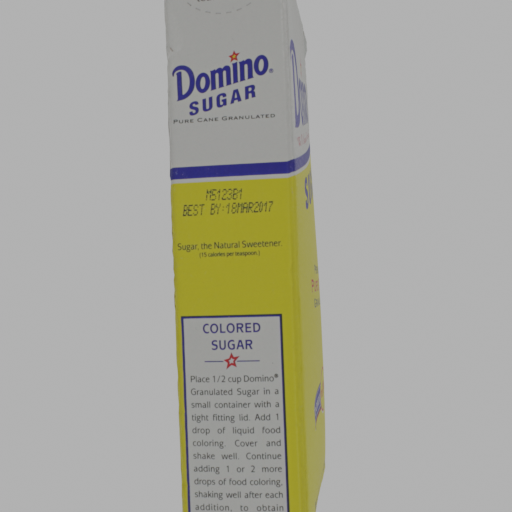 Domino®
SUGAR
PURE CANE GRANULATED
M5123B1
BEST BY-18MAR2017
Sugar, the Natural Sweetener.
(15 calories per teaspoon.)
COLORED
SUGAR
Place 1/2 cup Domino®
Granulated Sugar in a
small container with a
tight fitting lid. Add 1
drop of liquid food
coloring. Cover and
shake well. Continue
adding 1 or 2 more
drops of food coloring,
shaking well after each
addition, to obtain